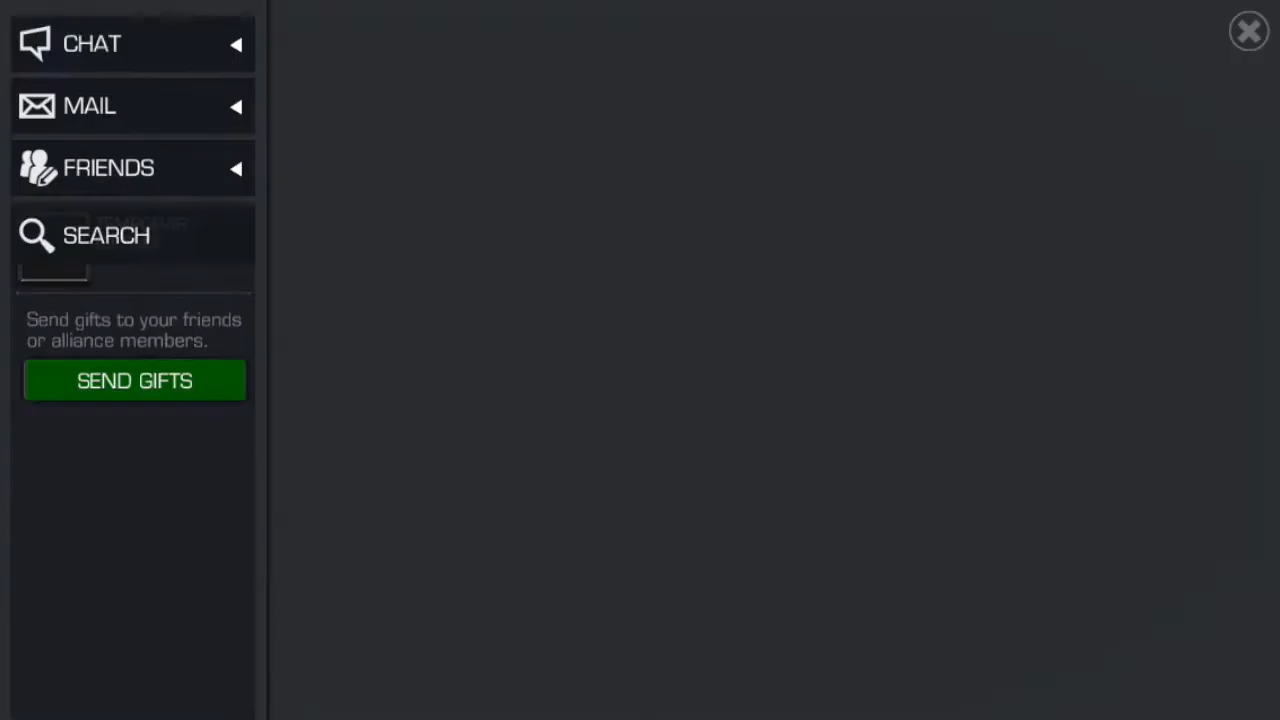 CHAT
MAIL
FRIENDS
SEARCH
Send gifts to your friends
or alliance members.
SEND GIFTS